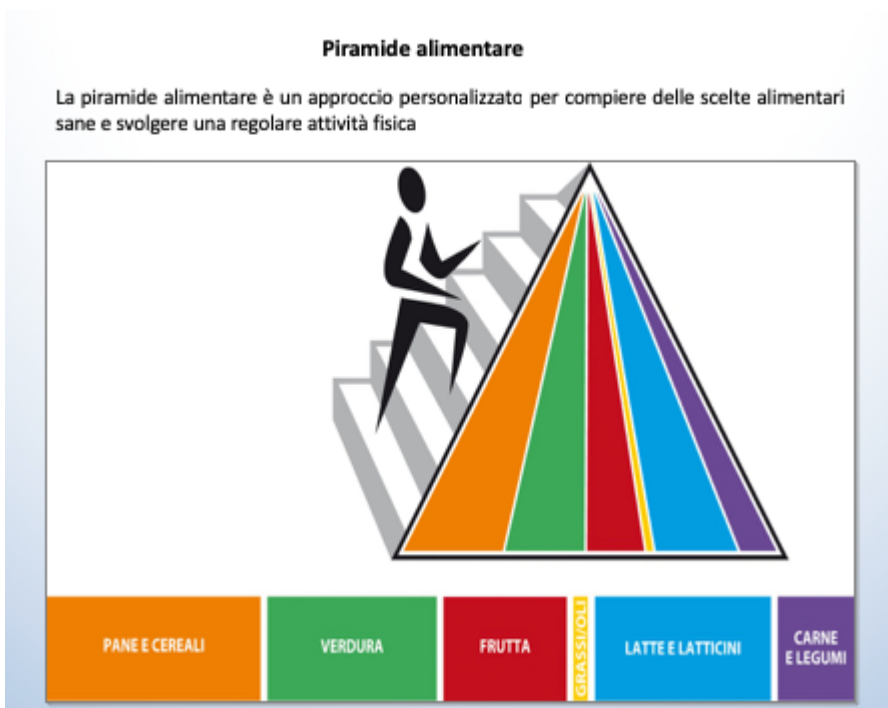 Piramide alimentare
La piramide alimentare è un approccio personalizzato per compiere delle scelte alimentari
sane e svolgere una regolare attività fisica
PANE E CEREALI
VERDURA
FRUTTA
GRASSI/OLI
LATTE E LATTICINI
CARNE
E LEGUMI